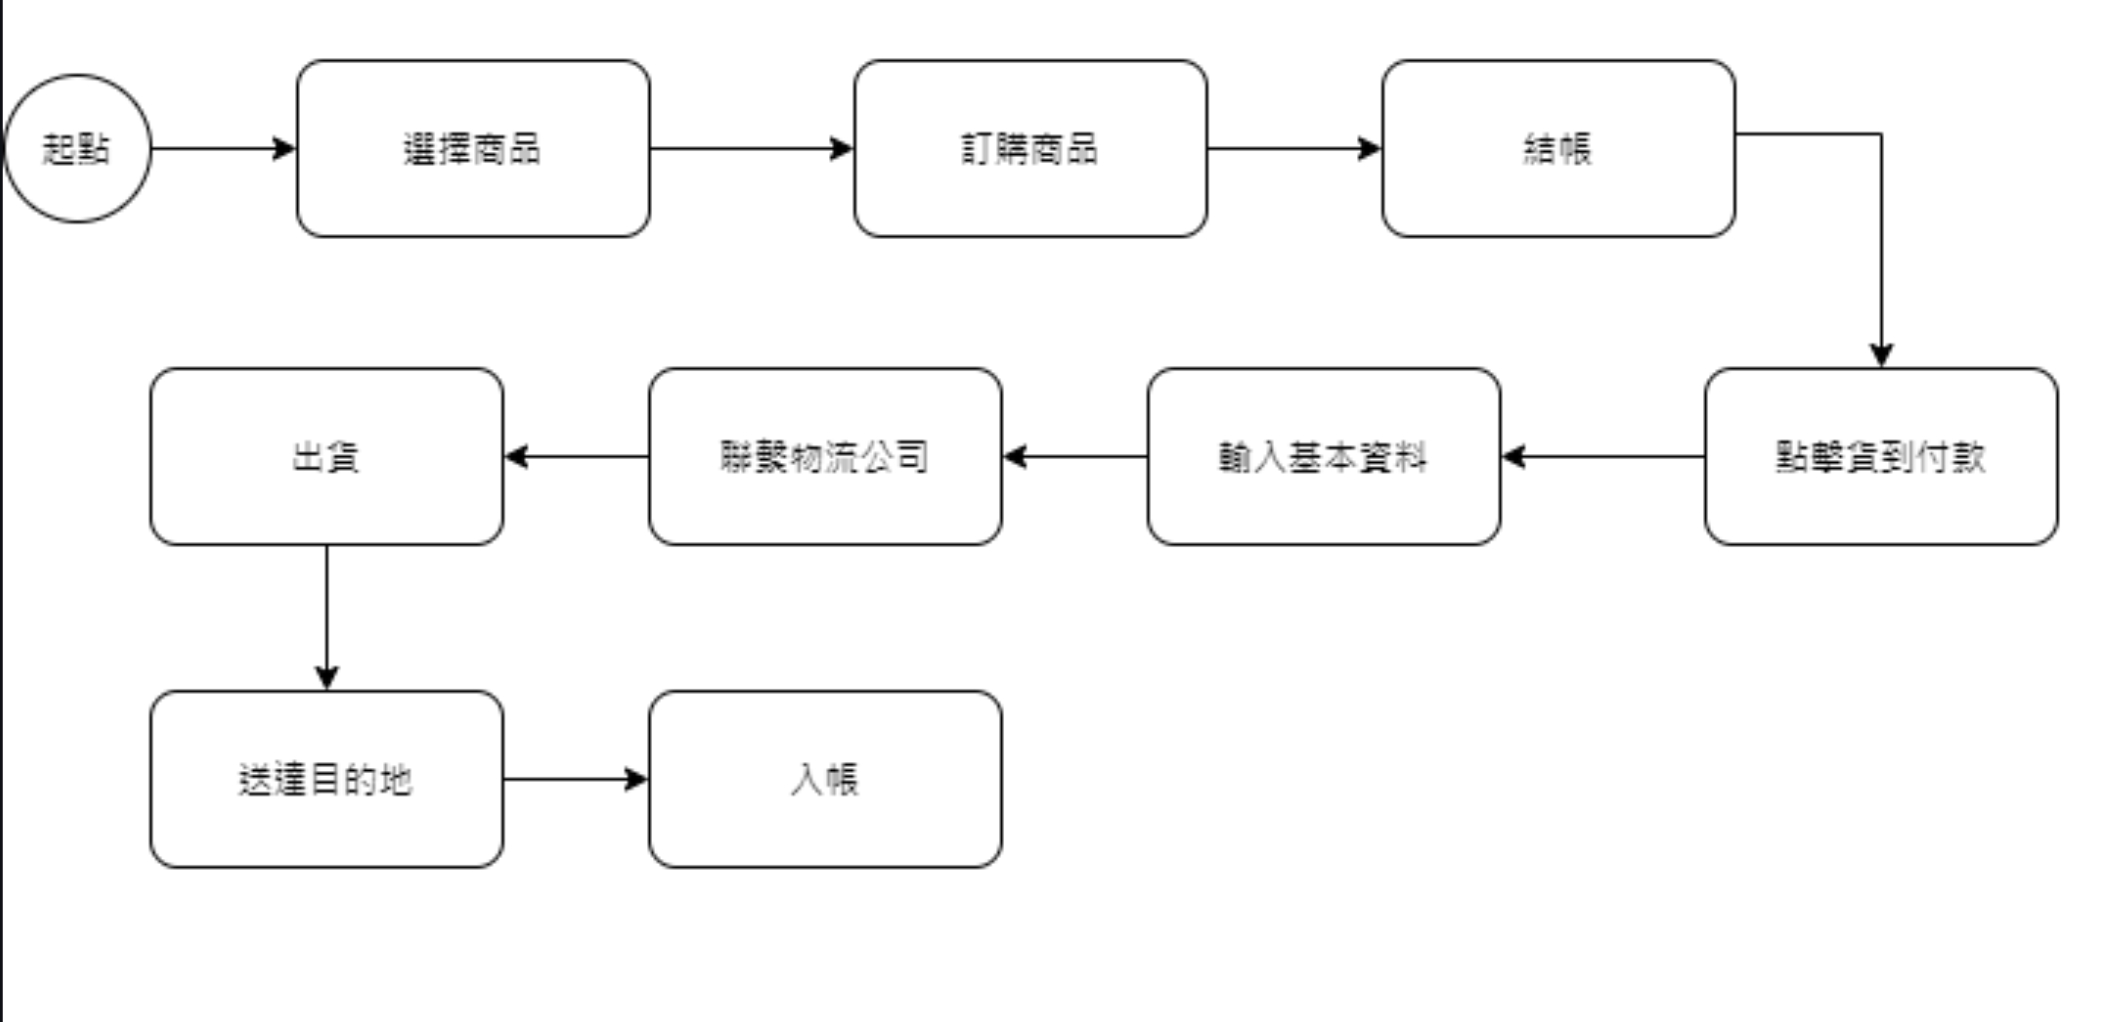 起點
選擇商品
訂購商品
結帳
點擊貨到付款
輸入基本資料
聯繫物流公司
出貨
送達目的地
入帳